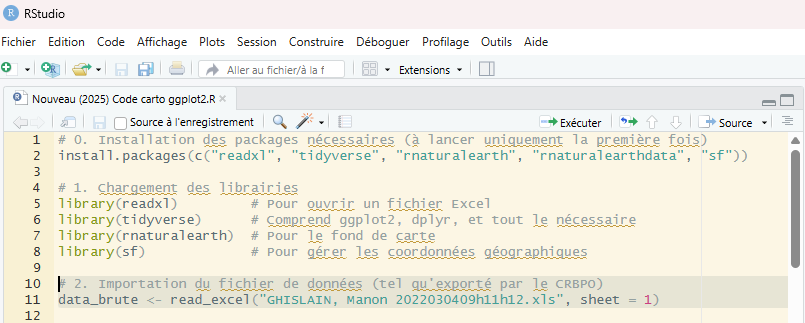 RStudio
Fichier Edition Code Affichage Plots Session Construire Déboguer Profilage Outils Aide
Aller au fichier/à la f Extensions
Nouveau (2025) Code carto ggplot2.R
Source à l'enregistrement Exécuter Source
1 # 0. Installation des packages nécessaires (à lancer uniquement la première fois)
2 install.packages(c("readxl", "tidyverse", "rnaturalearth", "rnaturalearthdata", "sf"))
3
4 # 1. Chargement des librairies
5 library(readxl) # Pour ouvrir un fichier Excel
6 library(tidyverse) # Comprend ggplot2, dplyr, et tout le nécessaire
7 library(rnaturalearth) # Pour le fond de carte
8 library(sf) # Pour gérer les coordonnées géographiques
9
10 # 2. Importation du fichier de données (tel qu'exporté par le CRBPO)
11 data_brute <- read_excel("GHISLAIN, Manon 2022030409h11h12.xls", sheet = 1)
12